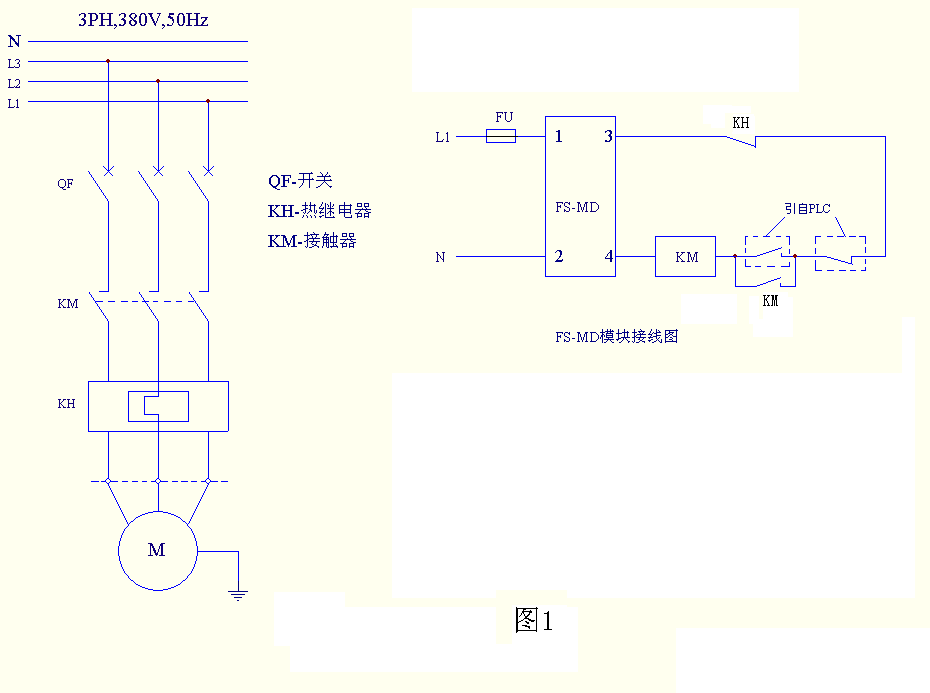 3PH,380V,50Hz
N
L3
L2
L1
QF
QF-开关
KH-热继电器
KM-接触器
KM
KH
M
L1
FU
1
3
KH
FS-MD
引自PLC
N
2
4
KM
KM
FS-MD模块接线图
图1